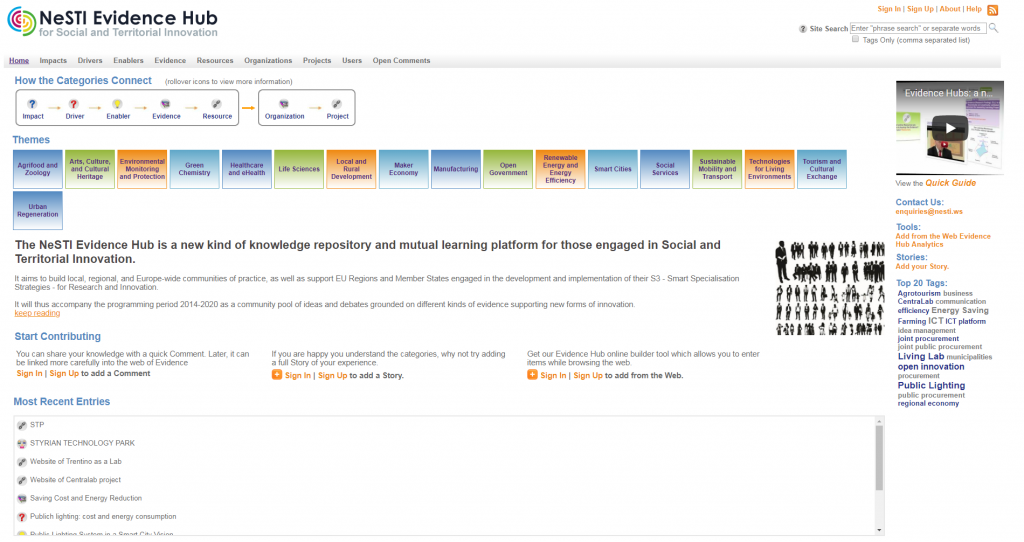 Sign In | Sign Up | About | Help
NeSTI Evidence Hub
for Social and Territorial Innovation
Site Search Enter "phrase search" or separate words
Tags Only (comma separated list)
Home Impacts Drivers Enablers Evidence Resources Organizations Projects Users Open Comments
How the Categories Connect (rollover icons to view more information)
Impact Driver Enabler Evidence Resource Organization Project
Themes
Agrifood and Zoology
Arts, Culture, and Cultural Heritage
Environmental Monitoring and Protection
Green Chemistry
Healthcare and eHealth
Life Sciences
Local and Rural Development
Maker Economy
Manufacturing
Open Government
Renewable Energy and Energy Efficiency
Smart Cities
Social Services
Sustainable Mobility and Transport
Technologies for Living Environments
Tourism and Cultural Exchange
Urban Regeneration
The NeSTI Evidence Hub is a new kind of knowledge repository and mutual learning platform for those engaged in Social and
Territorial Innovation.
It aims to build local, regional, and Europe-wide communities of practice, as well as support EU Regions and Member States engaged in the development and implementation of their S3 - Smart Specialisation
Strategies - for Research and Innovation.
It will thus accompany the programming period 2014-2020 as a community pool of ideas and debates grounded on different kinds of evidence supporting new forms of innovation.
keep reading
Start Contributing
You can share your knowledge with a quick Comment. Later, it can
be linked more carefully into the web of Evidence
Sign In | Sign Up to add a Comment
If you are happy you understand the categories, why not try adding
a full Story of your experience.
Sign In | Sign Up to add a Story.
Get our Evidence Hub online builder tool which allows you to enter
items while browsing the web.
Sign In | Sign Up to add from the Web.
Most Recent Entries
STP
STYRIAN TECHNOLOGY PARK
Website of Trentino as a Lab
Website of Centralab project
Saving Cost and Energy Reduction
Publich lighting: cost and energy consumption
Public Lighting System in a Smart City Vision
Evidence Hubs: a n...
View the Quick Guide
Contact Us:
enquiries@nesti.ws
Tools:
Add from the Web Evidence
Hub Analytics
Stories:
Add your Story.
Top 20 Tags:
Agrotourism business
CentraLab communication
efficiency Energy Saving
Farming ICT ICT platform
idea management
joint procurement
joint public procurement
Living Lab municipalities
open innovation
procurement
Public Lighting
public procurement
regional economy